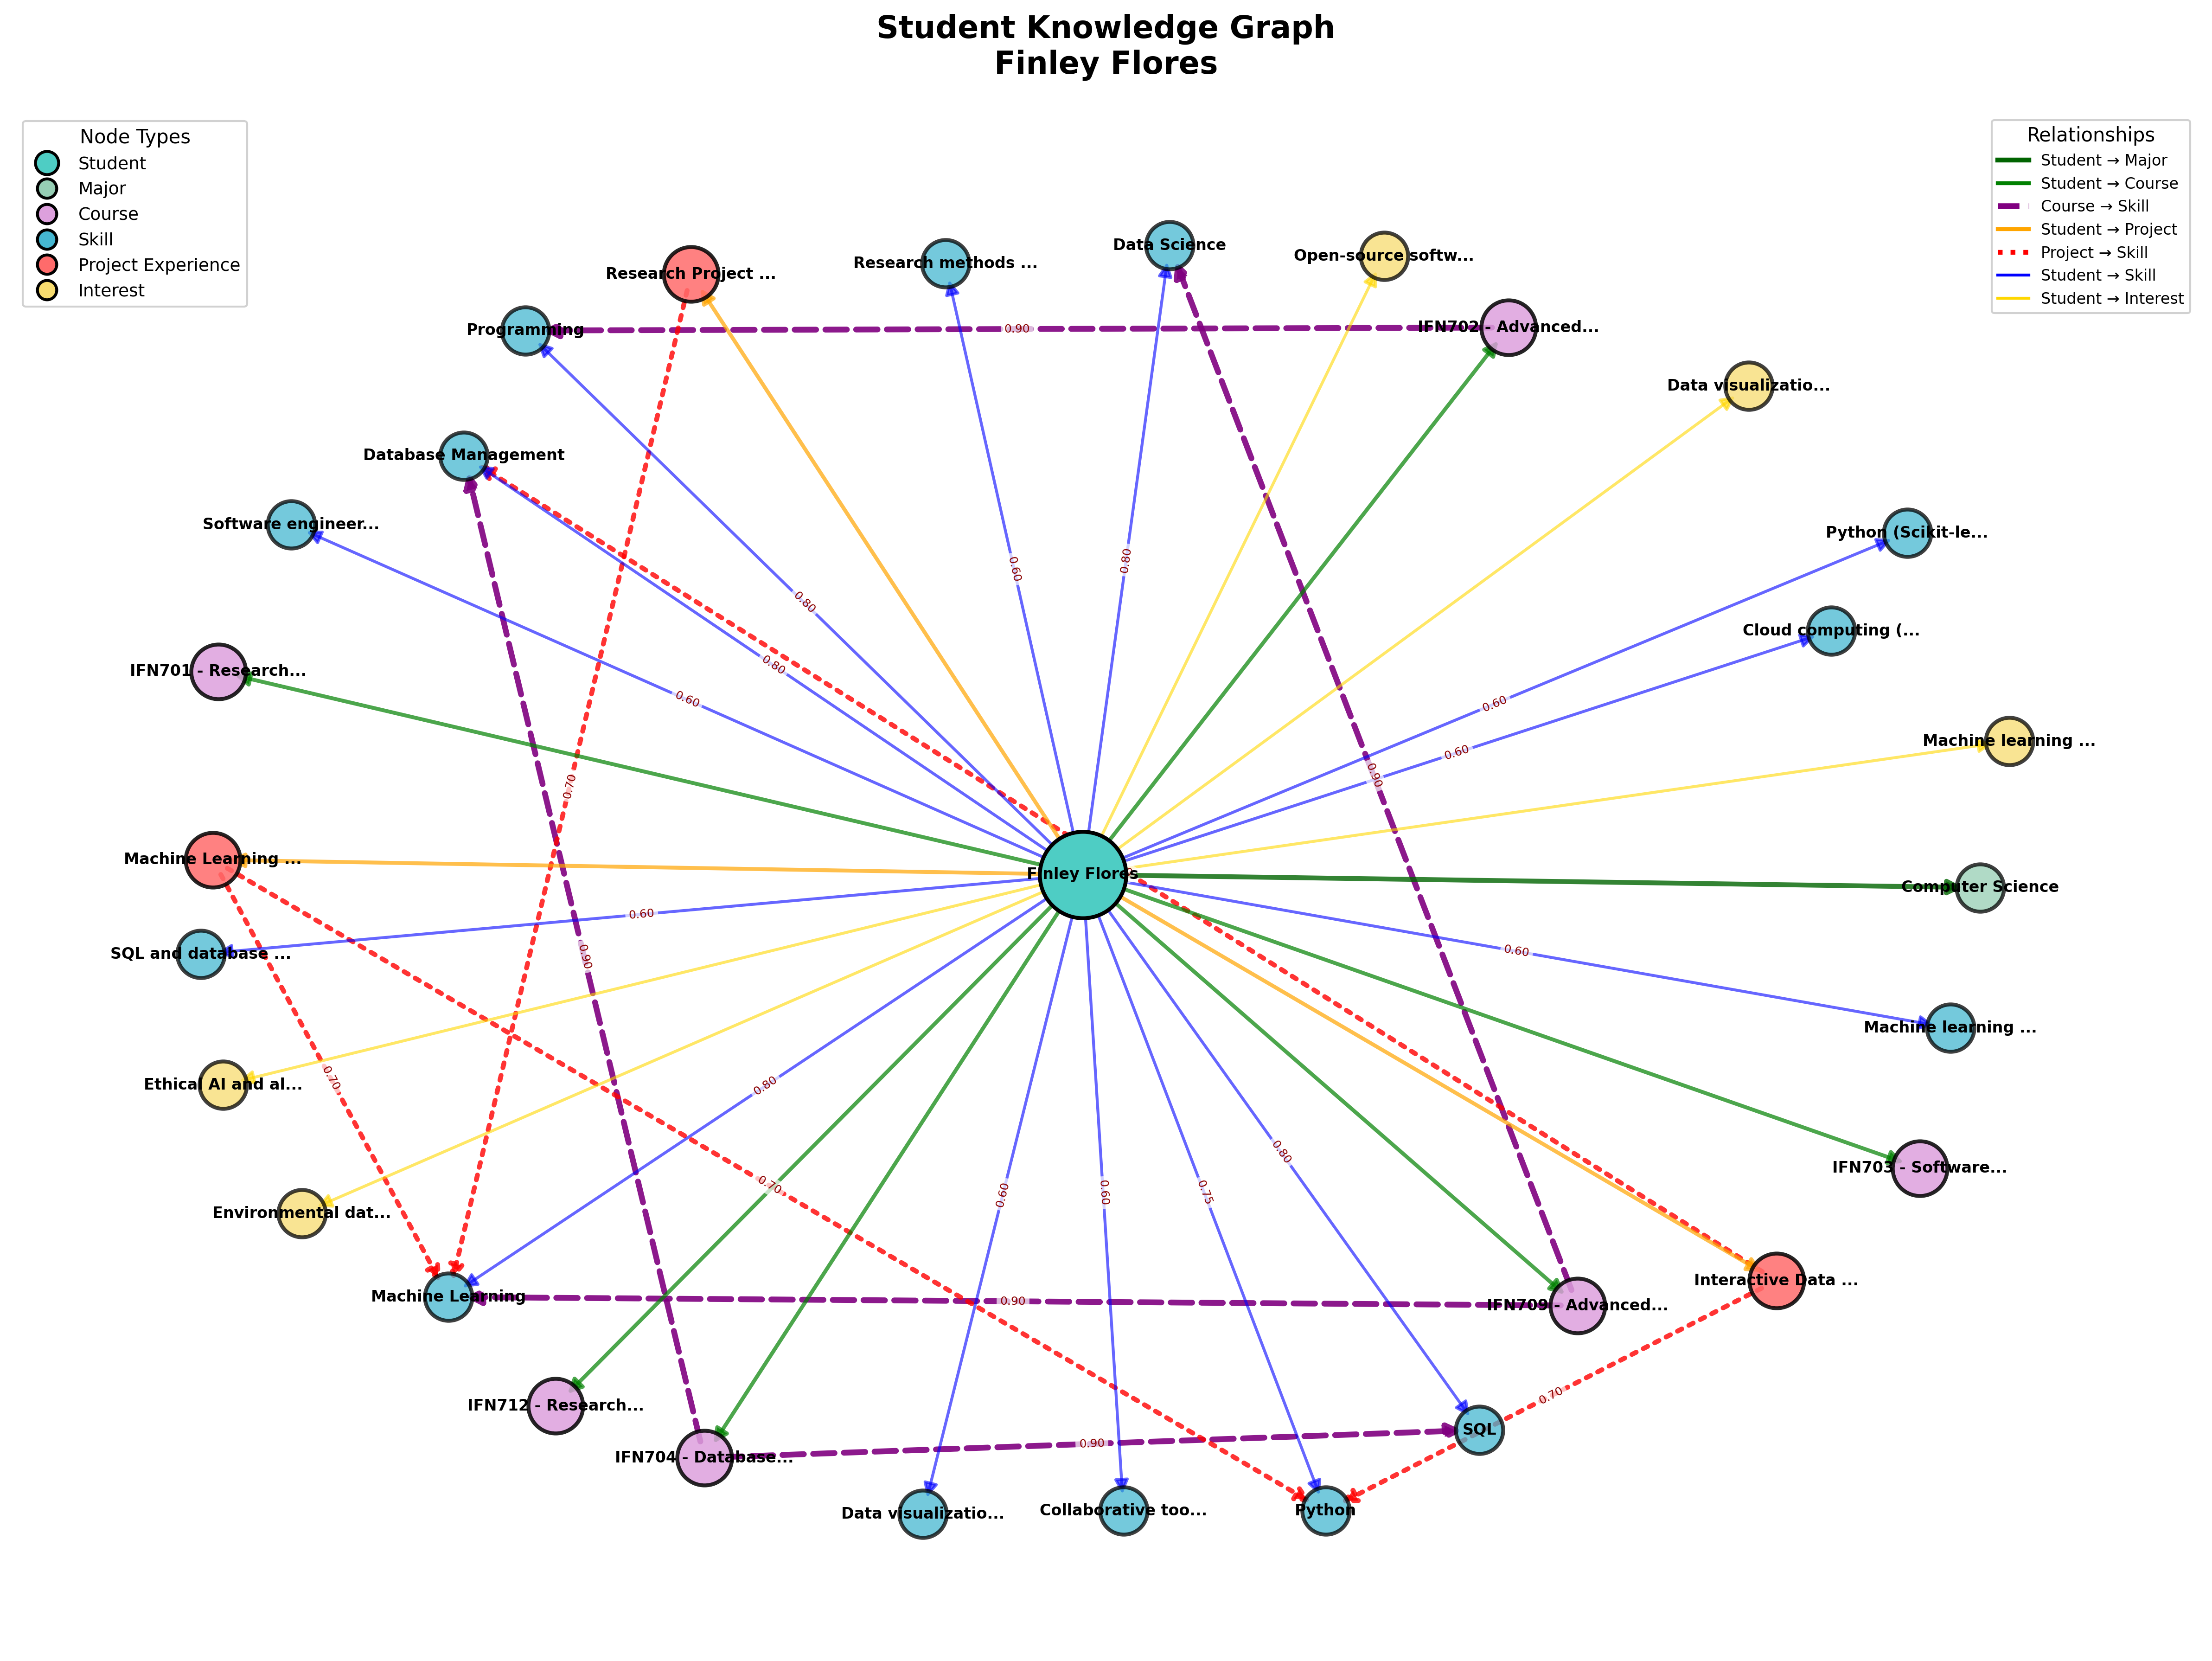 Student Knowledge Graph
Finley Flores
Node Types
Student
Major
Course
Skill
Project Experience
Interest
Relationships
Student → Major
Student → Course
Course → Skill
Student → Project
Project → Skill
Student → Skill
Student → Interest
Data Science
Open-source softw...
Research methods ...
Research Project ...
IFN702 - Advanced...
Programming
0.90
Data visualizatio...
Database Management
Software engineer...
Python (Scikit-le...
0.80
0.60
0.80
Cloud computing (...
0.80
IFN701 - Research...
0.60
0.60
Machine learning ...
0.60
0.90
0.70
Machine Learning ...
Finley Flores
Computer Science
0.60
SQL and database ...
0.60
0.90
Machine learning ...
0.70
Ethical AI and al...
0.80
0.80
IFN703 - Software...
0.70
0.60
0.60
0.75
Environmental dat...
Interactive Data ...
Machine Learning
0.90
IFN709 - Advanced...
0.70
IFN712 - Research...
SQL
0.90
IFN704 - Database...
Data visualizatio...
Collaborative too...
Python